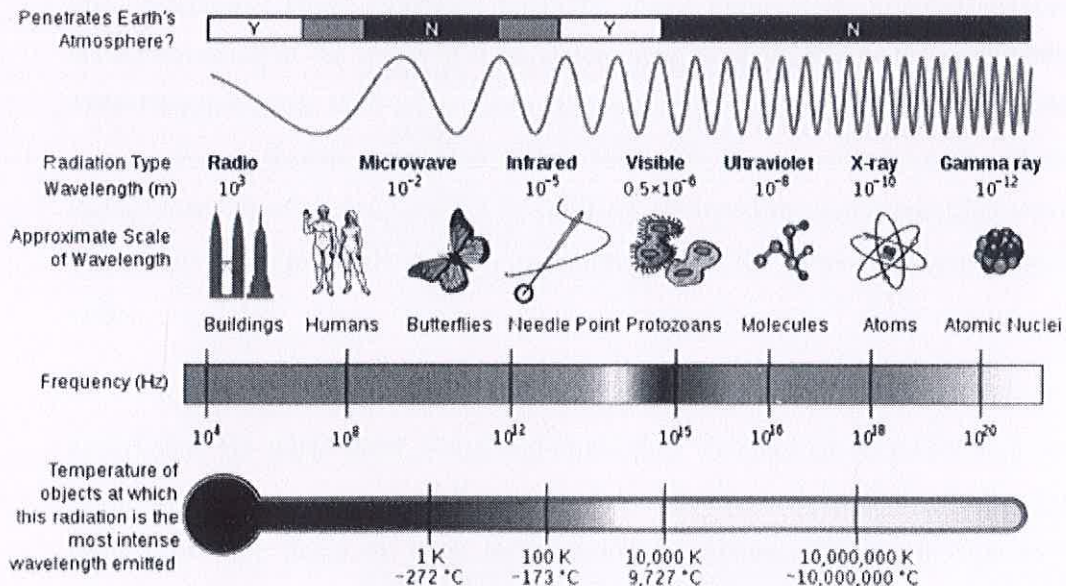 Penetrates Earth's
Atmosphere?
Y N Y N
Radiation Type
Radio Microwave Infrared Visible Ultraviolet X-ray Gamma ray
Wavelength (m)
10³ 10⁻² 10⁻⁵ 0.5×10⁻⁶ 10⁻⁸ 10⁻¹⁰ 10⁻¹²
Approximate Scale
of Wavelength
Buildings Humans Butterflies Needle Point Protozoans Molecules Atoms Atomic Nuclei
Frequency (Hz)
10⁴ 10⁸ 10¹² 10¹⁵ 10¹⁶ 10¹⁸ 10²⁰
Temperature of
objects at which
this radiation is the
most intense
wavelength emitted
1 K 100 K 10,000 K 10,000,000 K
−272 °C −173 °C 9,727 °C ~10,000,000 °C